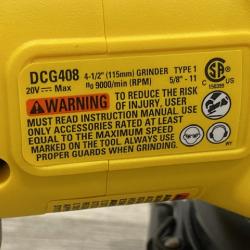 DCG408 4-1/2" (115mm) GRINDER TYPE 1
20V ⎓ Max n0 9000/min (RPM) 5/8" - 11
WARNING TO REDUCE THE RISK
OF INJURY, USER
MUST READ INSTRUCTION MANUAL. USE
ONLY ACCESSORIES RATED AT LEAST
EQUAL TO THE MAXIMUM SPEED
MARKED ON TOOL. ALWAYS USE
PROPER GUARDS WHEN GRINDING.